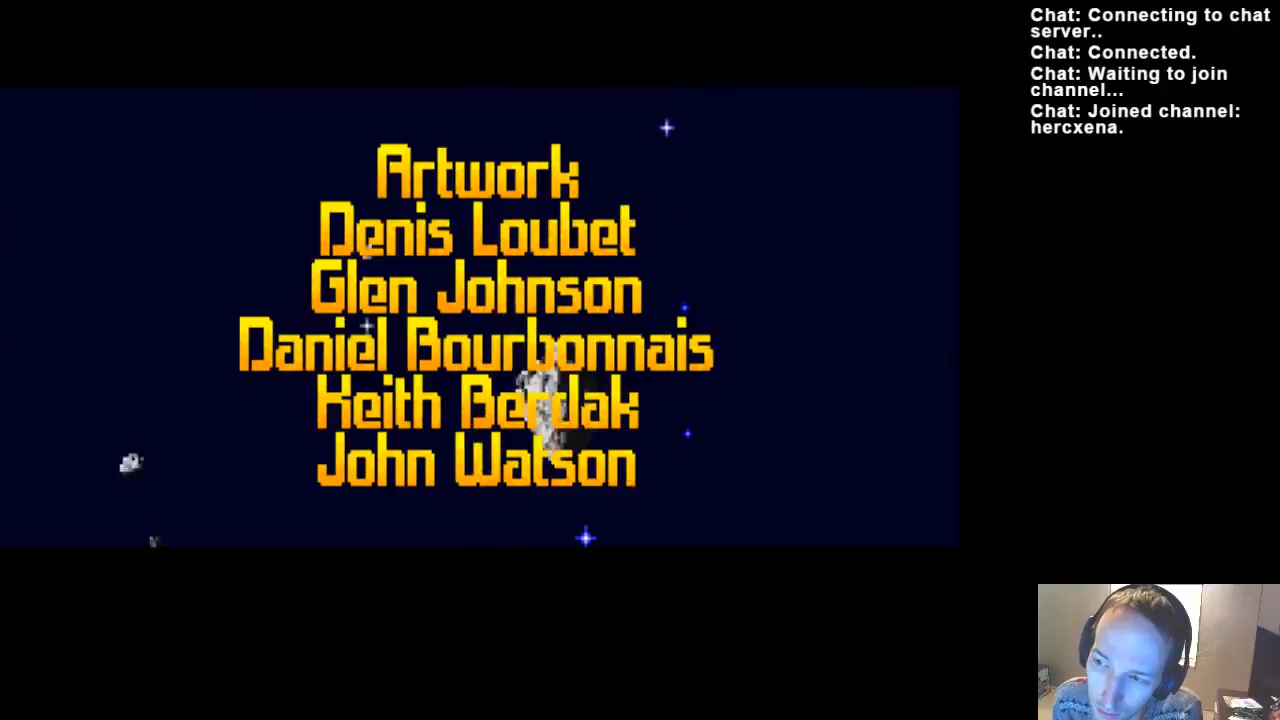 Artwork
Denis Loubet
Glen Johnson
Daniel Bourbonnais
Keith Berdak
John Watson
Chat: Connecting to chat
server..
Chat: Connected.
Chat: Waiting to join
channel...
Chat: Joined channel:
hercxena.